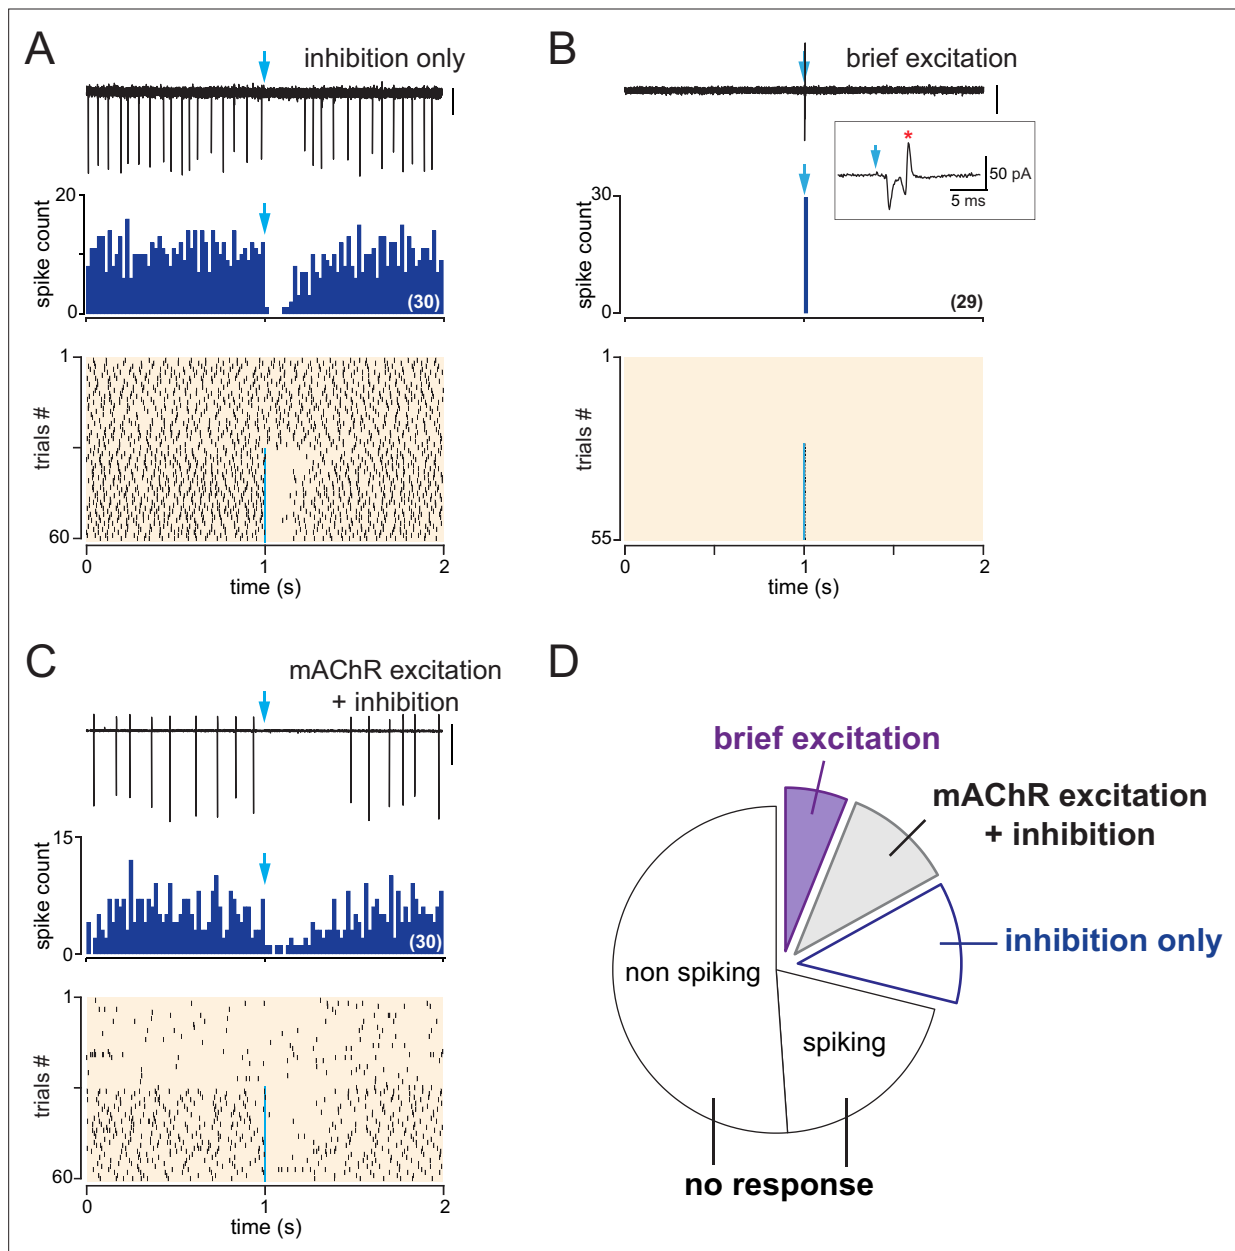 A
inhibition only
20
10
0
spike count
(30)
1
trials #
60
0
1
2
time (s)
B
brief excitation
*
50 pA
5 ms
30
0
spike count
(29)
1
trials #
55
0
1
2
time (s)
C
mAChR excitation
+ inhibition
15
0
spike count
(30)
1
trials #
60
0
1
2
time (s)
D
brief excitation
mAChR excitation
+ inhibition
inhibition only
non spiking
spiking
no response